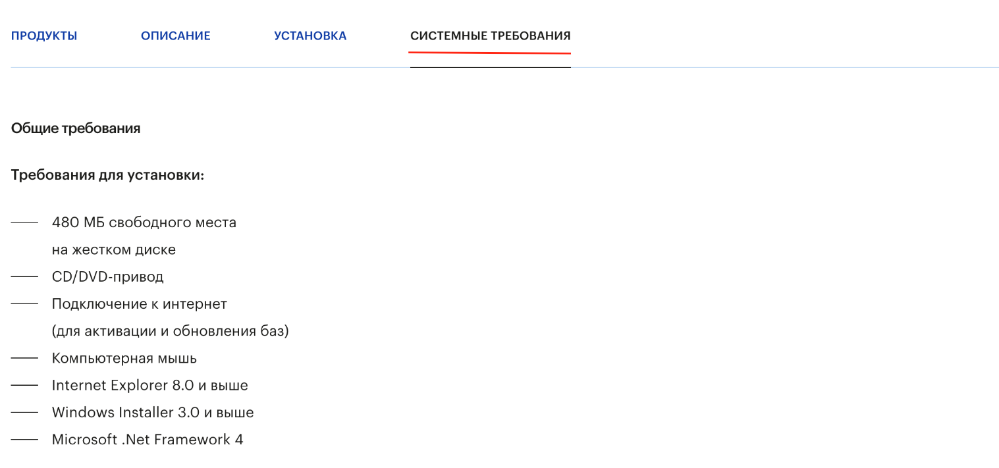 ПРОДУКТЫ ОПИСАНИЕ УСТАНОВКА СИСТЕМНЫЕ ТРЕБОВАНИЯ
Общие требования
Требования для установки:
480 МБ свободного места
на жестком диске
CD/DVD-привод
Подключение к интернет
(для активации и обновления баз)
Компьютерная мышь
Internet Explorer 8.0 и выше
Windows Installer 3.0 и выше
Microsoft .Net Framework 4